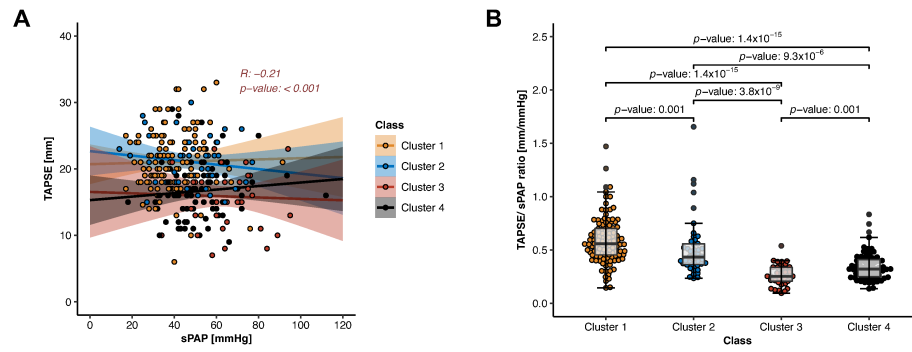 A
40
30
20
10
0
TAPSE [mm]
R: −0.21
p−value: < 0.001
Class
Cluster 1
Cluster 2
Cluster 3
Cluster 4
0 20 40 60 80 100 120
sPAP [mmHg]
B
2.5
2.0
1.5
1.0
0.5
0.0
TAPSE/ sPAP ratio [mm/mmHg]
p−value: 1.4x10⁻¹⁵
p−value: 9.3x10⁻⁶
p−value: 1.4x10⁻¹⁵
p−value: 3.8x10⁻⁹
p−value: 0.001
p−value: 0.001
Cluster 1 Cluster 2 Cluster 3 Cluster 4
Class